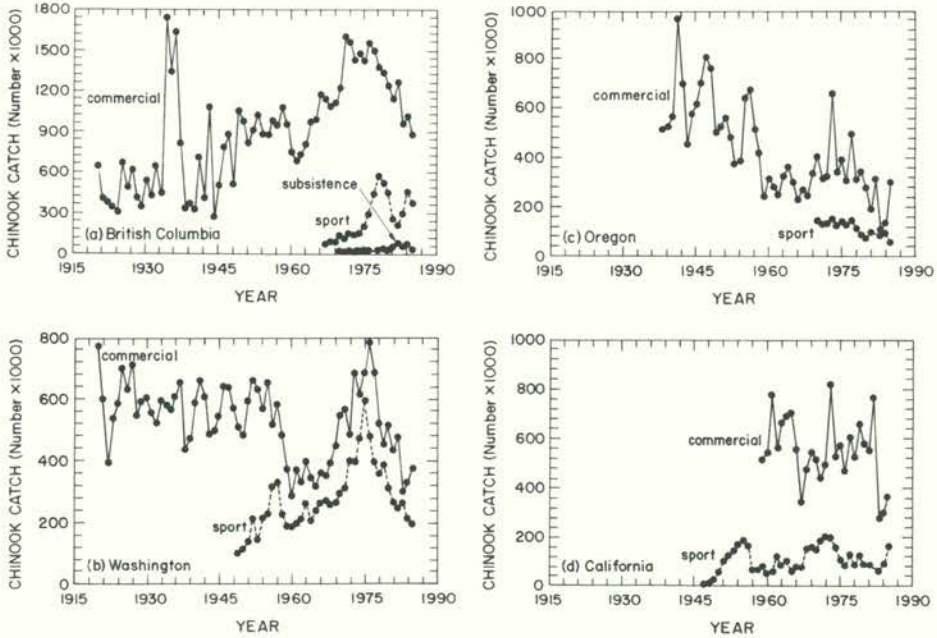 CHINOOK CATCH (Number ×1000)
1800
1500
1200
900
600
300
0
commercial
subsistence
sport
(a) British Columbia
1915 1930 1945 1960 1975 1990
YEAR
CHINOOK CATCH (Number ×1000)
1000
800
600
400
200
0
commercial
sport
(c) Oregon
1915 1930 1945 1960 1975 1990
YEAR
CHINOOK CATCH (Number ×1000)
800
600
400
200
0
commercial
sport
(b) Washington
1915 1930 1945 1960 1975 1990
YEAR
CHINOOK CATCH (Number ×1000)
1000
800
600
400
200
0
commercial
sport
(d) California
1915 1930 1945 1960 1975 1990
YEAR